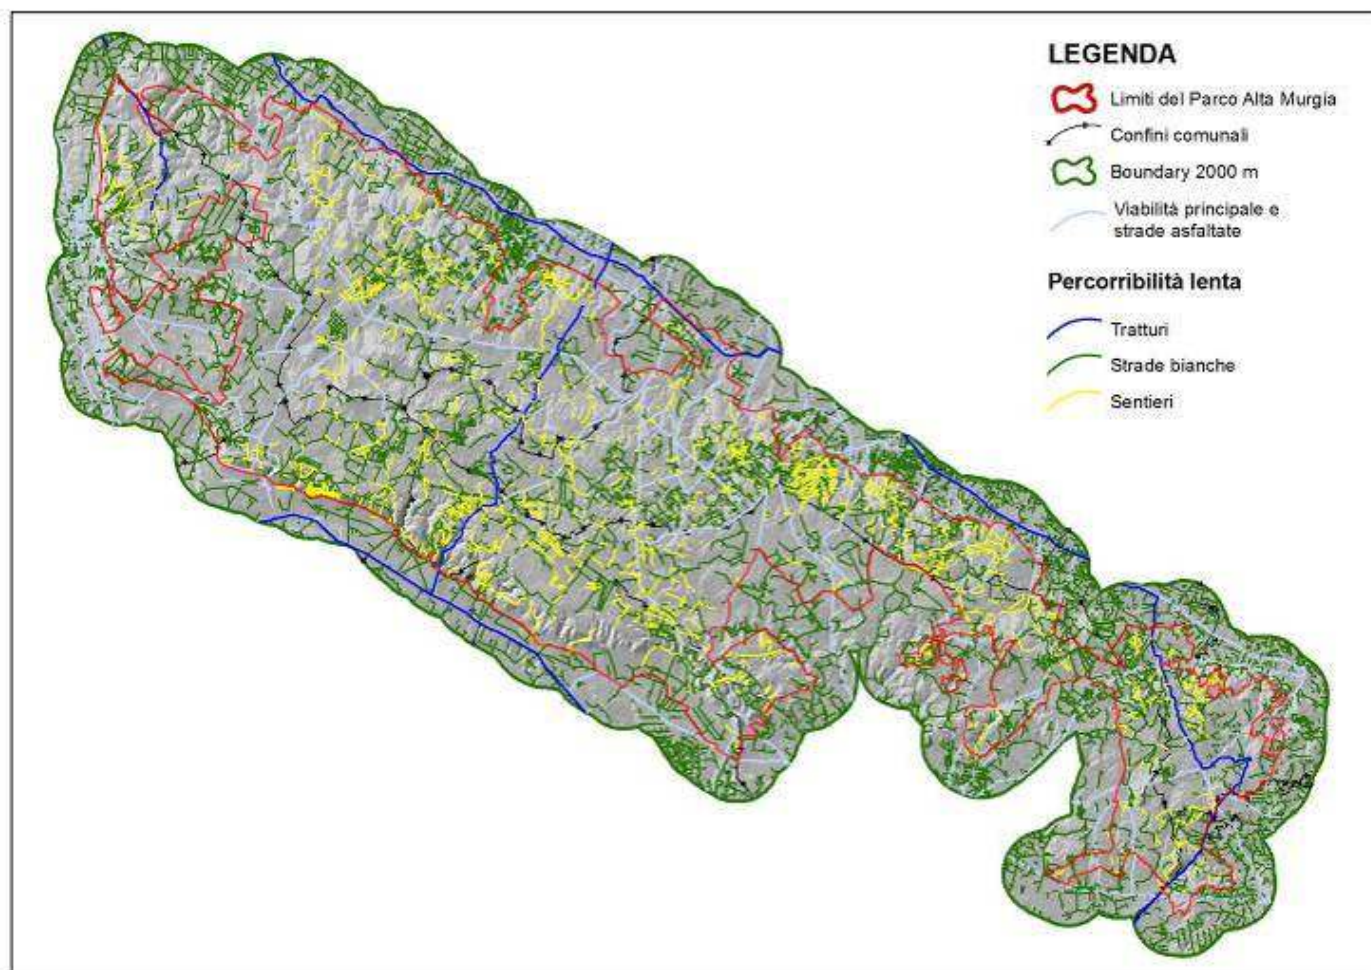 LEGENDA
Limiti del Parco Alta Murgia
Confini comunali
Boundary 2000 m
Viabilità principale e
strade asfaltate
Percorribilità lenta
Tratturi
Strade bianche
Sentieri